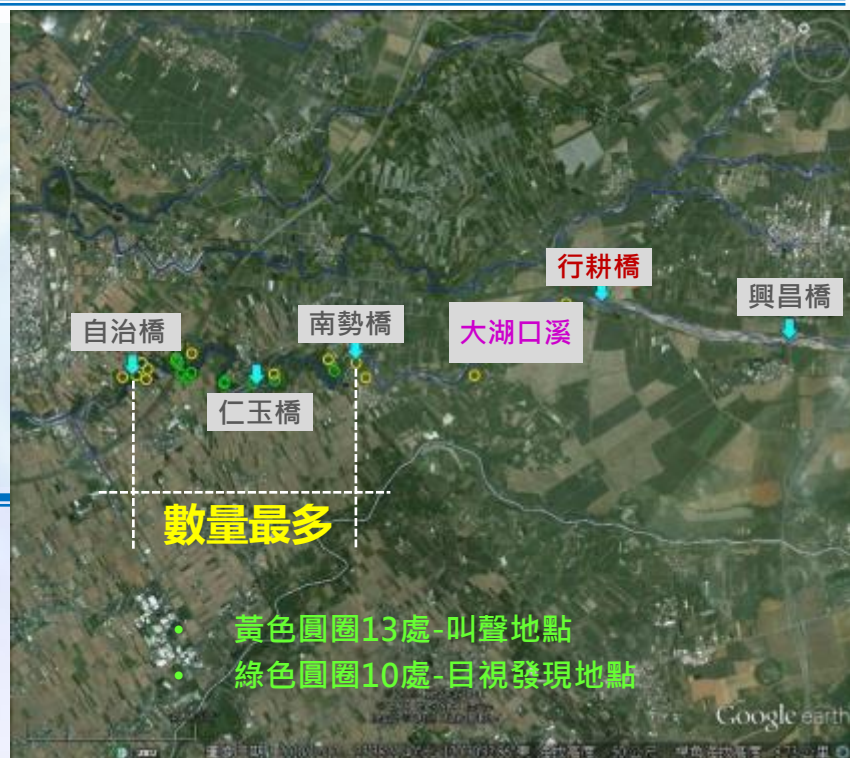 行耕橋
興昌橋
南勢橋
大湖口溪
自治橋
仁玉橋
數量最多
• 黃色圓圈13處-叫聲地點
• 綠色圓圈10處-目視發現地點
Google earth